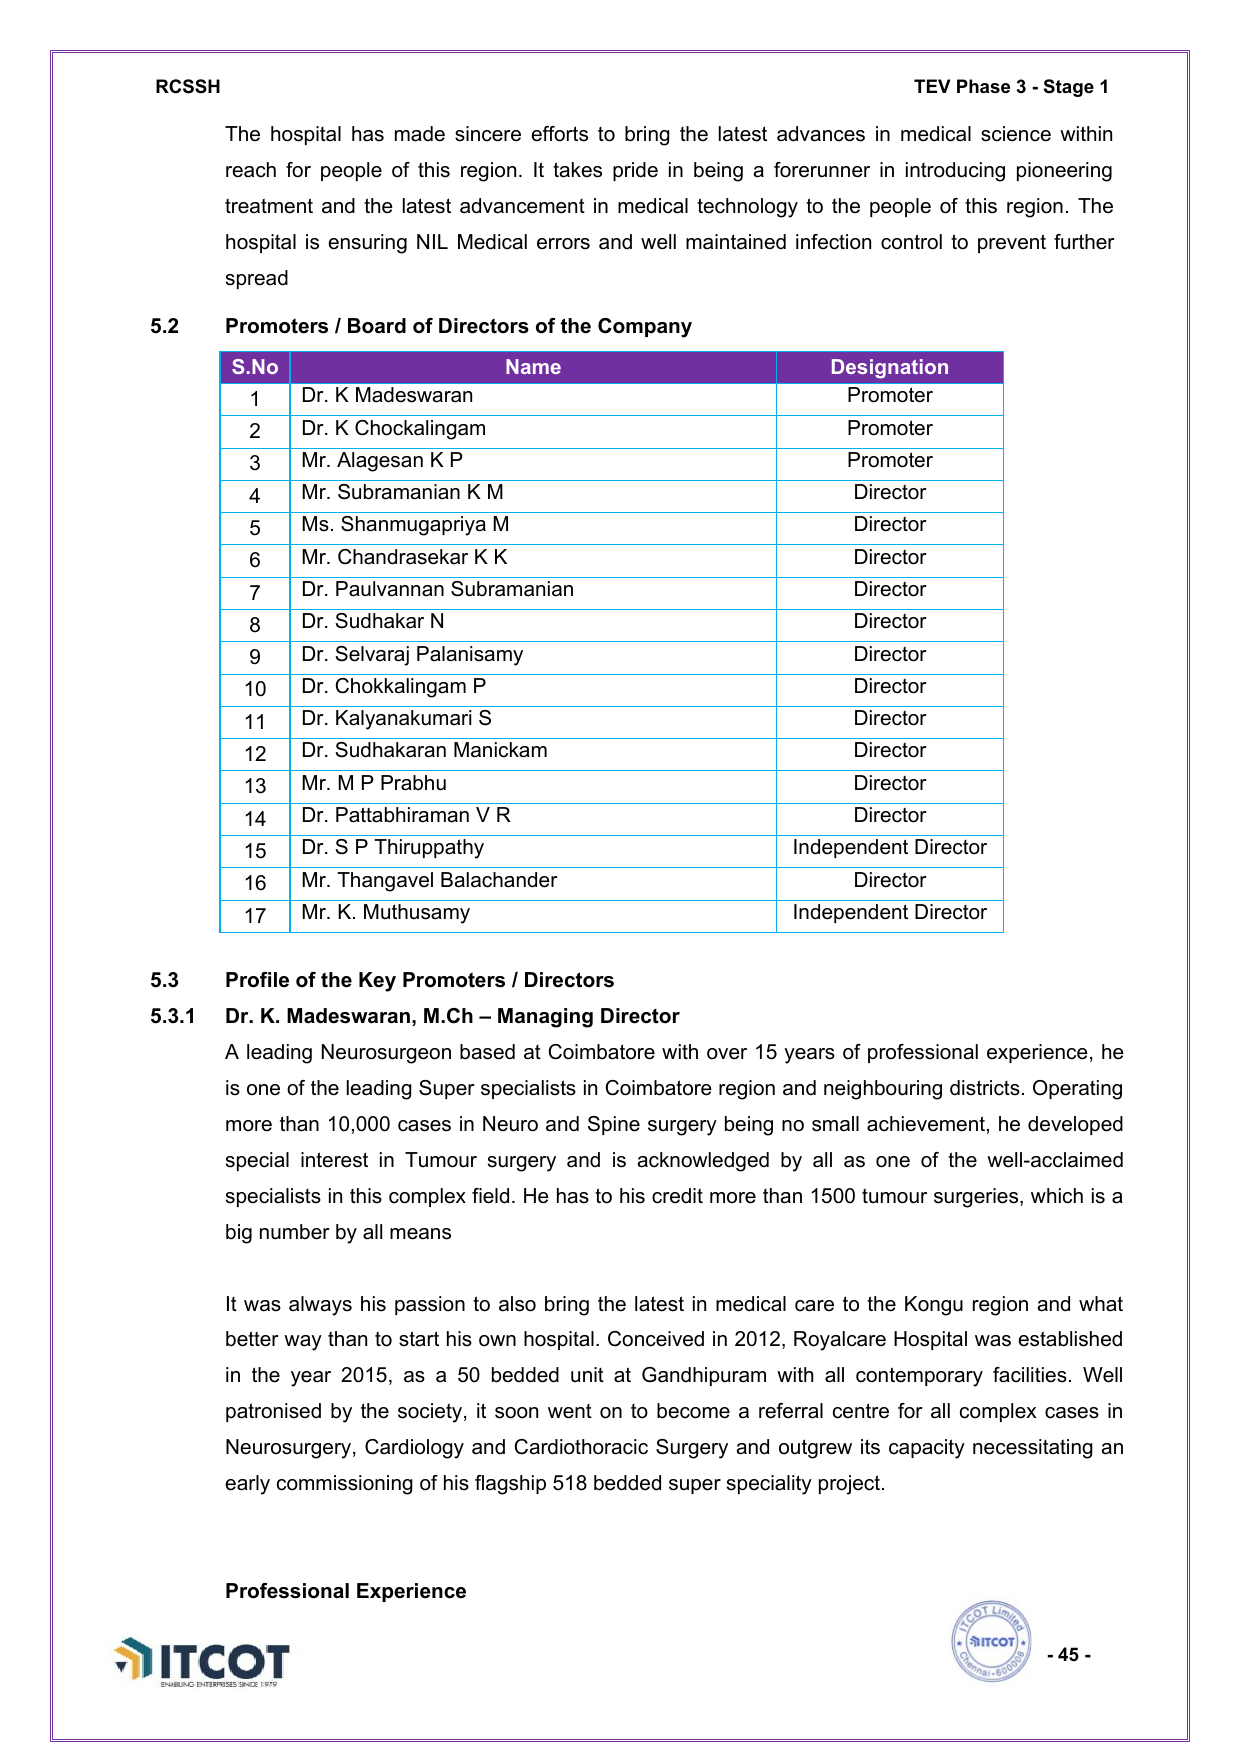 RCSSH TEV Phase 3 - Stage 1
The hospital has made sincere efforts to bring the latest advances in medical science within
reach for people of this region. It takes pride in being a forerunner in introducing pioneering
treatment and the latest advancement in medical technology to the people of this region. The
hospital is ensuring NIL Medical errors and well maintained infection control to prevent further
spread
5.2 Promoters / Board of Directors of the Company
S.No Name Designation
1 Dr. K Madeswaran Promoter
2 Dr. K Chockalingam Promoter
3 Mr. Alagesan K P Promoter
4 Mr. Subramanian K M Director
5 Ms. Shanmugapriya M Director
6 Mr. Chandrasekar K K Director
7 Dr. Paulvannan Subramanian Director
8 Dr. Sudhakar N Director
9 Dr. Selvaraj Palanisamy Director
10 Dr. Chokkalingam P Director
11 Dr. Kalyanakumari S Director
12 Dr. Sudhakaran Manickam Director
13 Mr. M P Prabhu Director
14 Dr. Pattabhiraman V R Director
15 Dr. S P Thiruppathy Independent Director
16 Mr. Thangavel Balachander Director
17 Mr. K. Muthusamy Independent Director
5.3 Profile of the Key Promoters / Directors
5.3.1 Dr. K. Madeswaran, M.Ch – Managing Director
A leading Neurosurgeon based at Coimbatore with over 15 years of professional experience, he
is one of the leading Super specialists in Coimbatore region and neighbouring districts. Operating
more than 10,000 cases in Neuro and Spine surgery being no small achievement, he developed
special interest in Tumour surgery and is acknowledged by all as one of the well-acclaimed
specialists in this complex field. He has to his credit more than 1500 tumour surgeries, which is a
big number by all means
It was always his passion to also bring the latest in medical care to the Kongu region and what
better way than to start his own hospital. Conceived in 2012, Royalcare Hospital was established
in the year 2015, as a 50 bedded unit at Gandhipuram with all contemporary facilities. Well
patronised by the society, it soon went on to become a referral centre for all complex cases in
Neurosurgery, Cardiology and Cardiothoracic Surgery and outgrew its capacity necessitating an
early commissioning of his flagship 518 bedded super speciality project.
Professional Experience
ITCOT
ENABLING ENTERPRISES SINCE 1979
ITCOT Limited
ITCOT
Chennai-600006
- 45 -